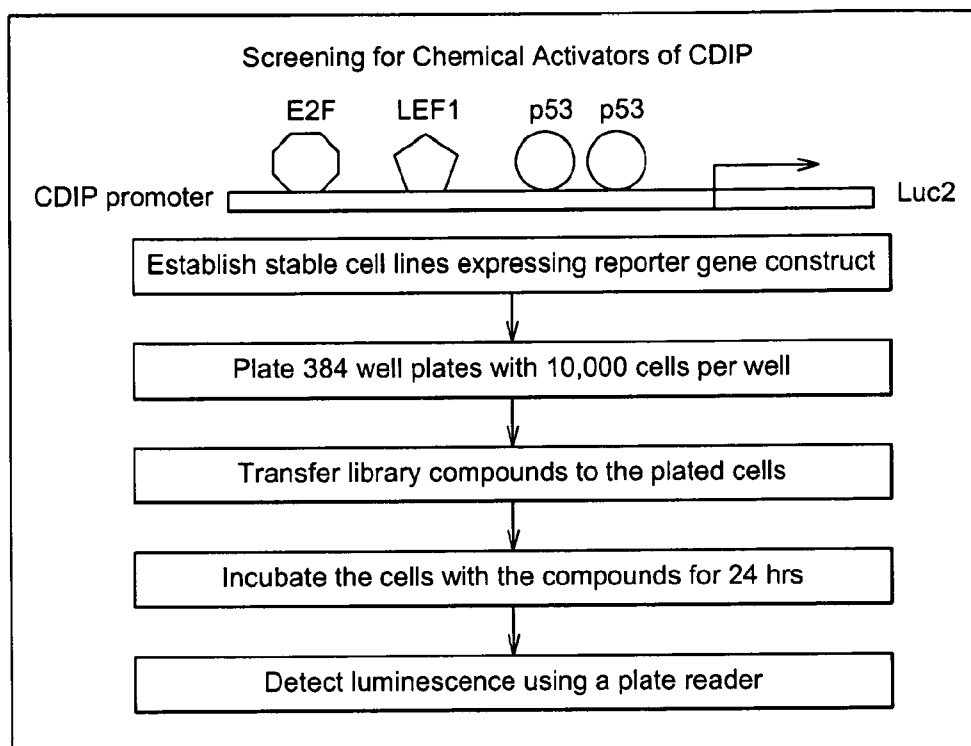 Screening for Chemical Activators of CDIP
E2F LEF1 p53 p53
CDIP promoter Luc2
Establish stable cell lines expressing reporter gene construct
Plate 384 well plates with 10,000 cells per well
Transfer library compounds to the plated cells
Incubate the cells with the compounds for 24 hrs
Detect luminescence using a plate reader